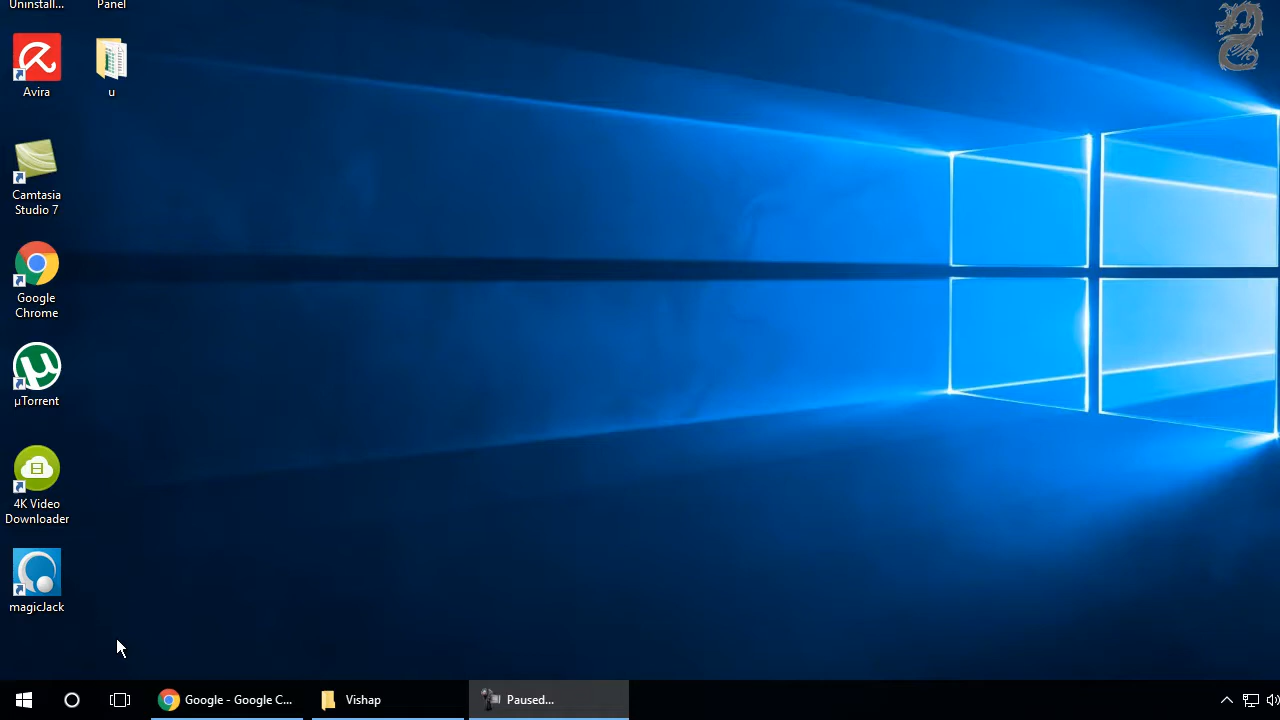 Uninstall...
Panel
Avira
u
Camtasia
Studio 7
Google
Chrome
µTorrent
4K Video
Downloader
magicJack
Google - Google C...
Vishap
Paused...